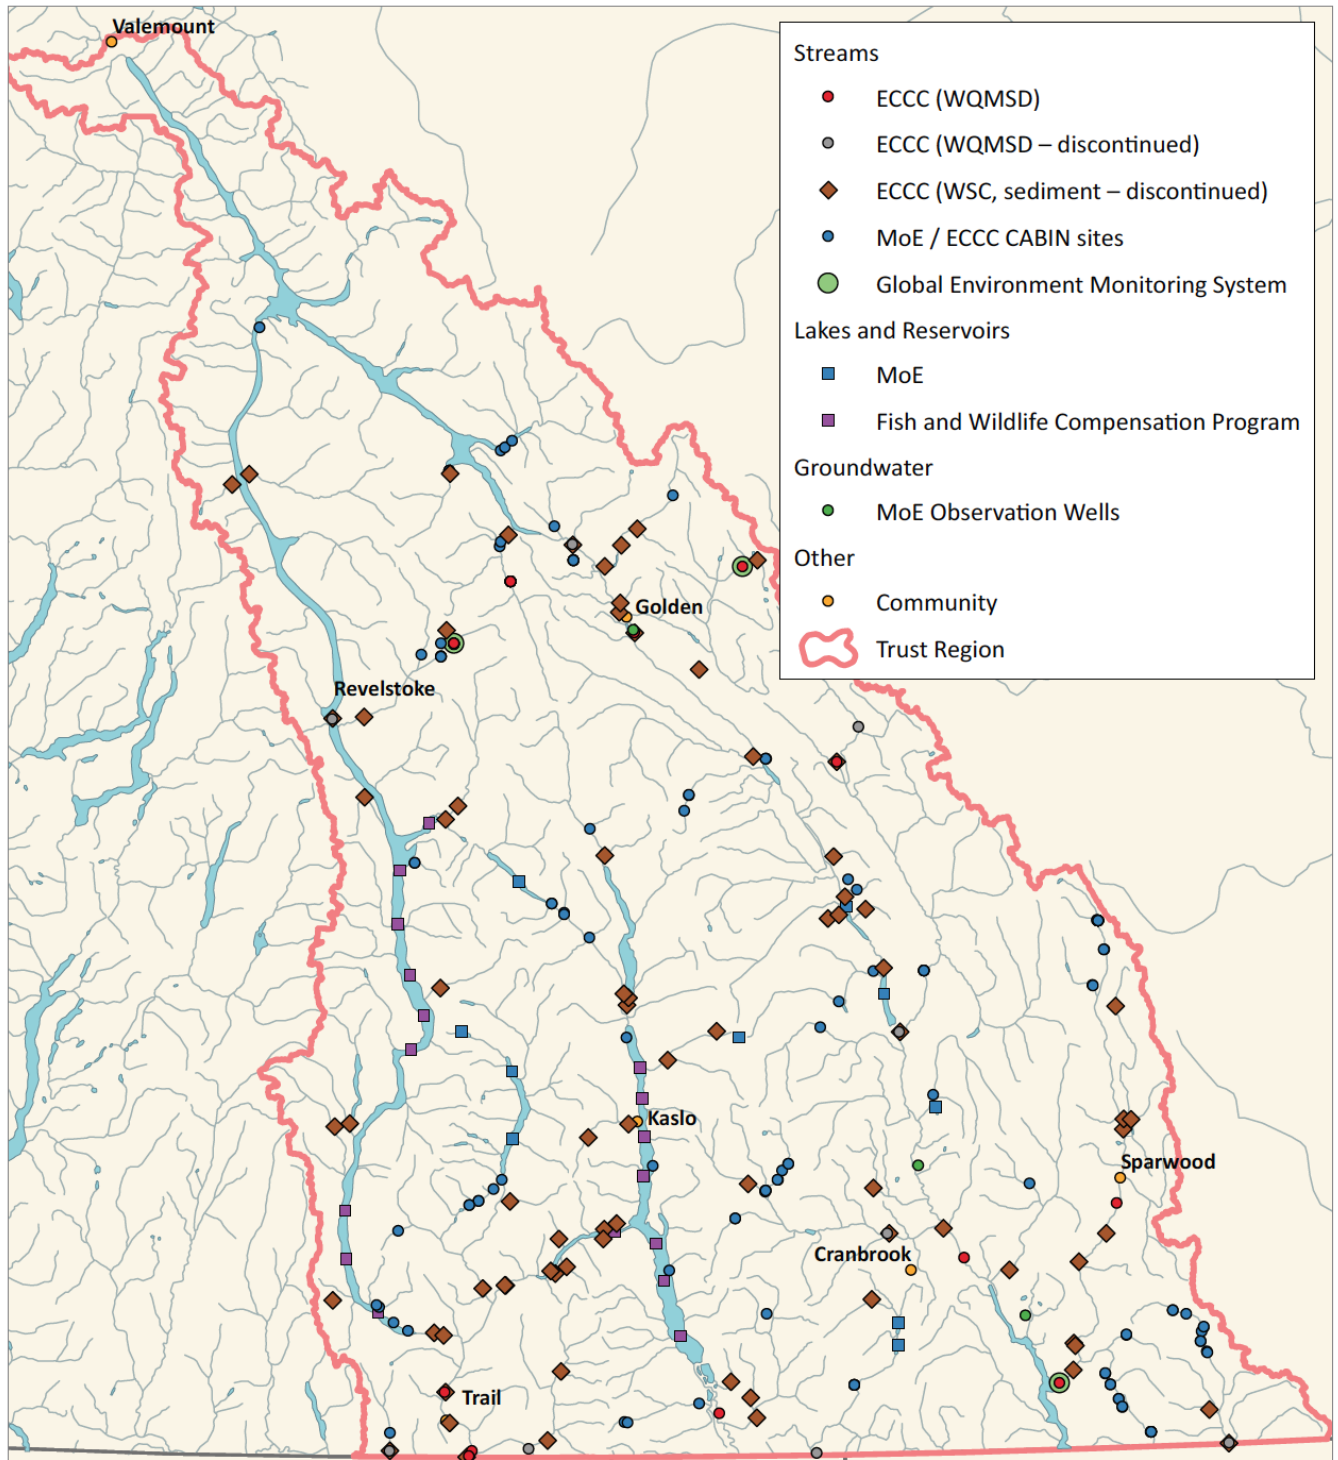 Valemount
Streams
ECCC (WQMSD)
ECCC (WQMSD – discontinued)
ECCC (WSC, sediment – discontinued)
MoE / ECCC CABIN sites
Global Environment Monitoring System
Lakes and Reservoirs
MoE
Fish and Wildlife Compensation Program
Groundwater
MoE Observation Wells
Other
Community
Trust Region
Golden
Revelstoke
Kaslo
Sparwood
Cranbrook
Trail